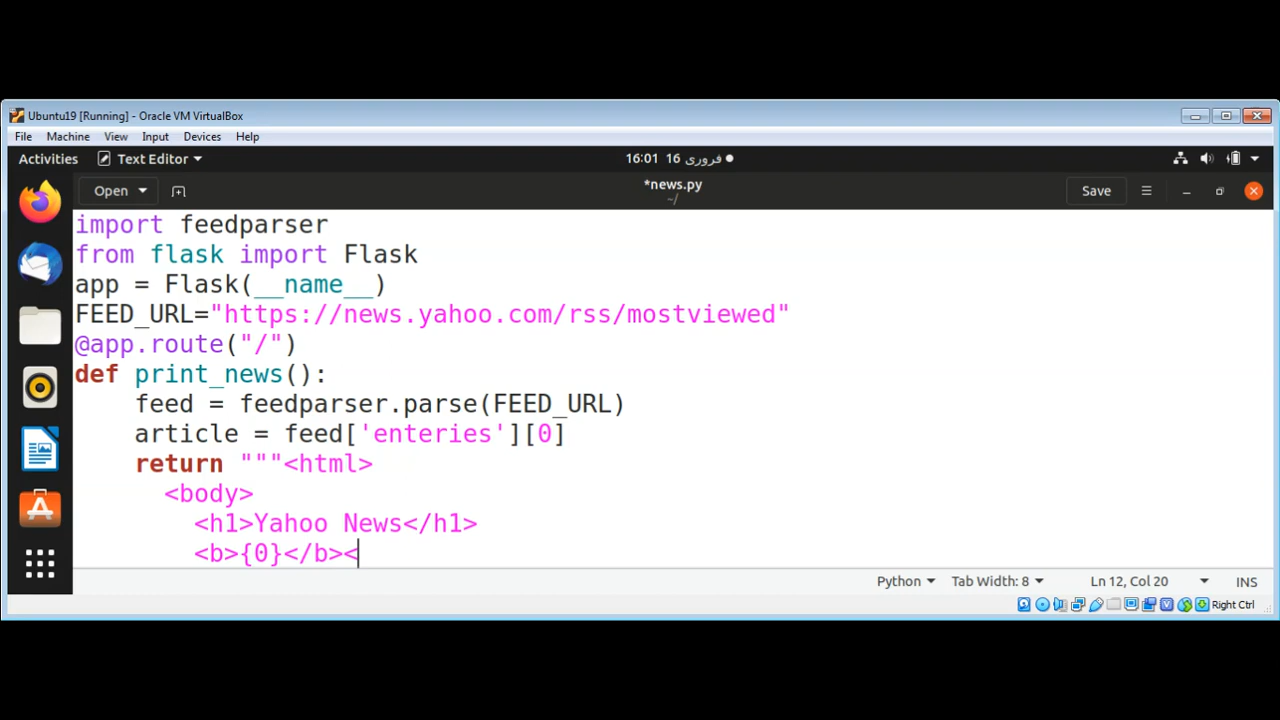 Ubuntu19 [Running] - Oracle VM VirtualBox
File Machine View Input Devices Help
Activities Text Editor 16:01 16 فروری
Open *news.py Save
~/
import feedparser
from flask import Flask
app = Flask(__name__)
FEED_URL="https://news.yahoo.com/rss/mostviewed"
@app.route("/")
def print_news():
    feed = feedparser.parse(FEED_URL)
    article = feed['enteries'][0]
    return """<html>
      <body>
        <h1>Yahoo News</h1>
        <b>{0}</b><
Python Tab Width: 8 Ln 12, Col 20 INS
Right Ctrl